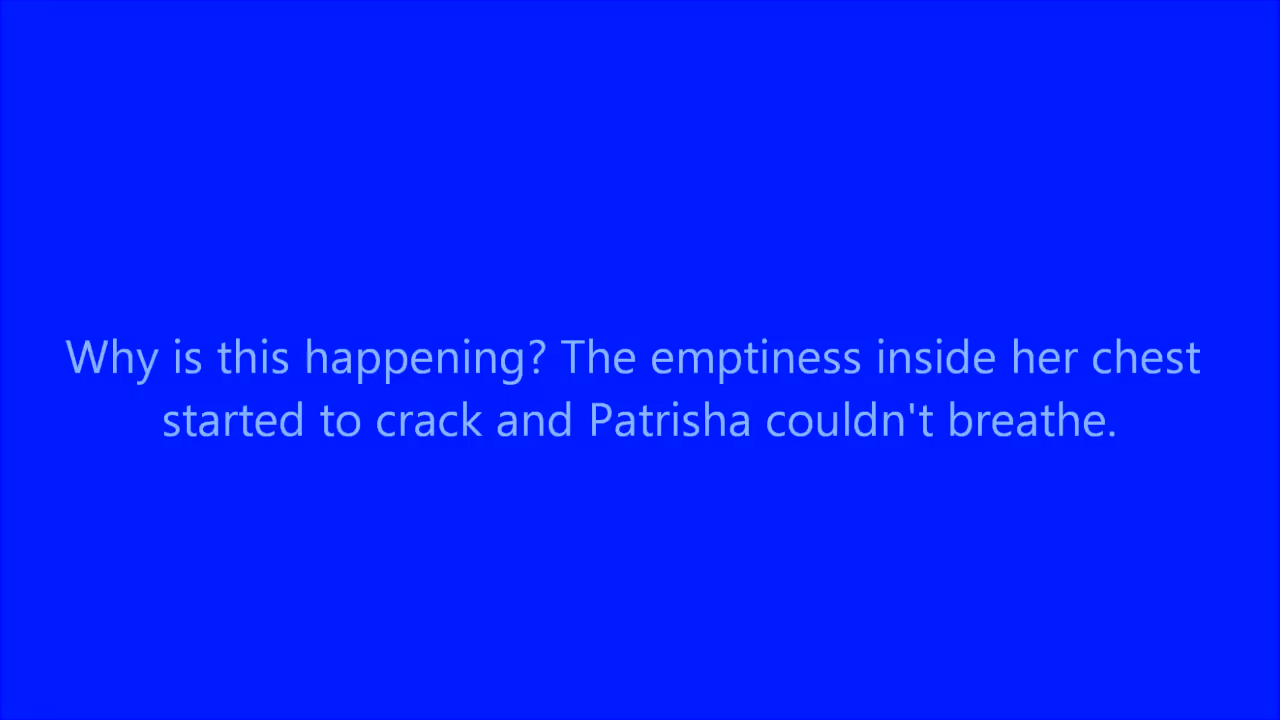 Why is this happening? The emptiness inside her chest
started to crack and Patrisha couldn't breathe.